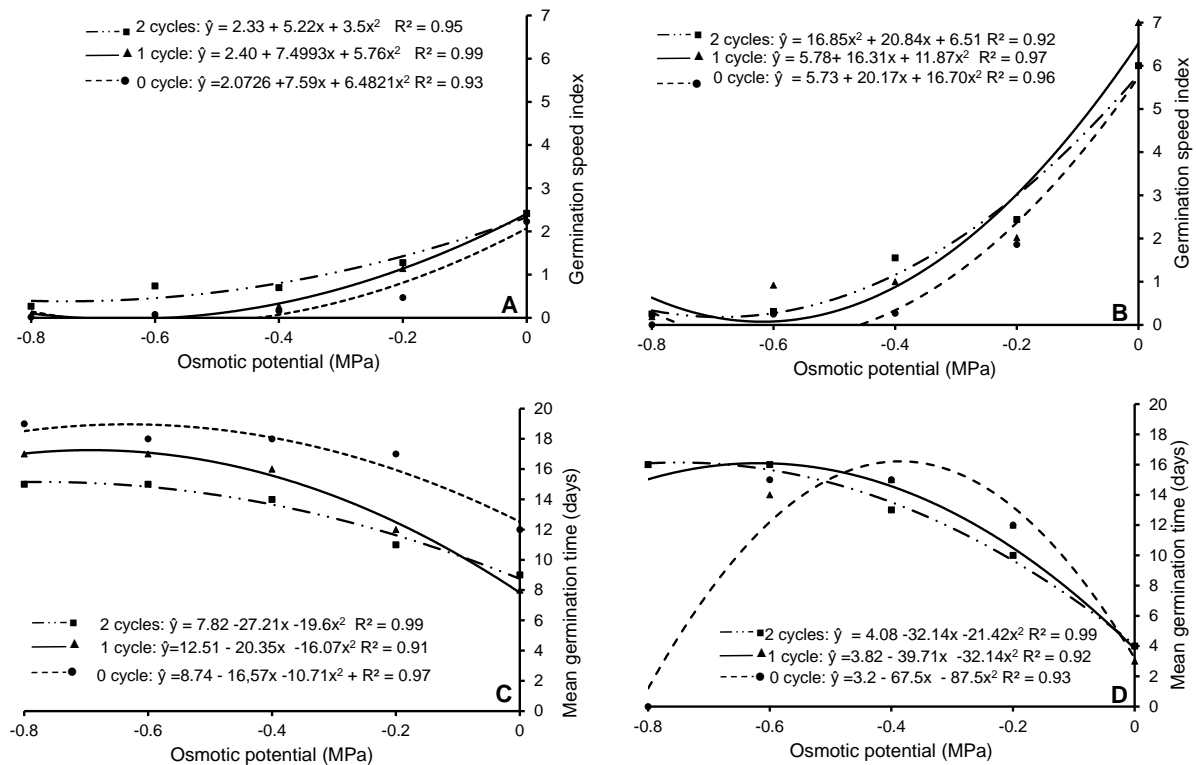 2 cycles: ŷ = 2.33 + 5.22x + 3.5x² R² = 0.95
1 cycle: ŷ = 2.40 + 7.4993x + 5.76x² R² = 0.99
0 cycle: ŷ =2.0726 +7.59x + 6.4821x² R² = 0.93
7
6
5
4
3
2
1
0
Germination speed index
A
-0.8
-0.6
-0.4
-0.2
0
Osmotic potential (MPa)
2 cycles: ŷ = 16.85x² + 20.84x + 6.51 R² = 0.92
1 cycle: ŷ = 5.78+ 16.31x + 11.87x² R² = 0.97
0 cycle: ŷ = 5.73 + 20.17x + 16.70x² R² = 0.96
7
6
5
4
3
2
1
0
Germination speed index
B
-0.8
-0.6
-0.4
-0.2
0
Osmotic potential (MPa)
20
18
16
14
12
10
8
6
4
2
0
Mean germination time (days)
2 cycles: ŷ = 7.82 -27.21x -19.6x² R² = 0.99
1 cycle: ŷ =12.51 - 20.35x -16.07x² R² = 0.91
0 cycle: ŷ =8.74 - 16,57x -10.71x² + R² = 0.97
C
-0.8
-0.6
-0.4
-0.2
0
Osmotic potential (MPa)
20
18
16
14
12
10
8
6
4
2
0
Mean germination time (days)
2 cycles: ŷ = 4.08 -32.14x -21.42x² R² = 0.99
1 cycle: ŷ =3.82 - 39.71x -32.14x² R² = 0.92
0 cycle: ŷ =3.2 - 67.5x - 87.5x² R² = 0.93
D
-0.8
-0.6
-0.4
-0.2
0
Osmotic potential (MPa)